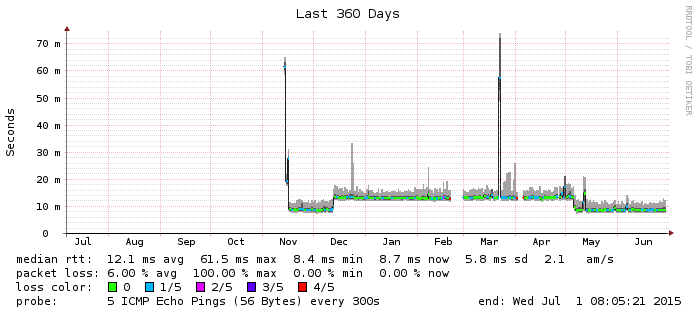 Last 360 Days
RRDTOOL / TOBI OETIKER
Seconds
70 m
60 m
50 m
40 m
30 m
20 m
10 m
0
Jul Aug Sep Oct Nov Dec Jan Feb Mar Apr May Jun
median rtt: 12.1 ms avg 61.5 ms max 8.4 ms min 8.7 ms now 5.8 ms sd 2.1 am/s
packet loss: 6.00 % avg 100.00 % max 0.00 % min 0.00 % now
loss color: 0 1/5 2/5 3/5 4/5
probe: 5 ICMP Echo Pings (56 Bytes) every 300s end: Wed Jul 1 08:05:21 2015